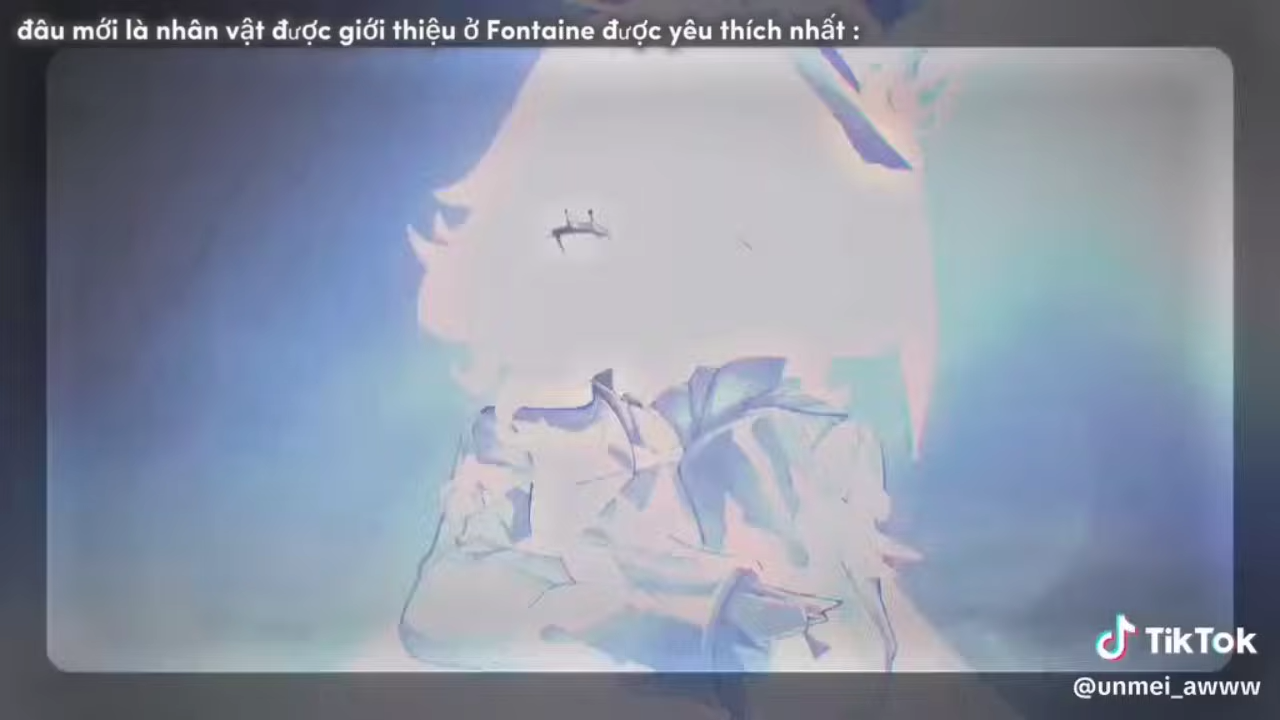 đâu mới là nhân vật được giới thiệu ở Fontaine được yêu thích nhất :
TikTok
@unmei_awww